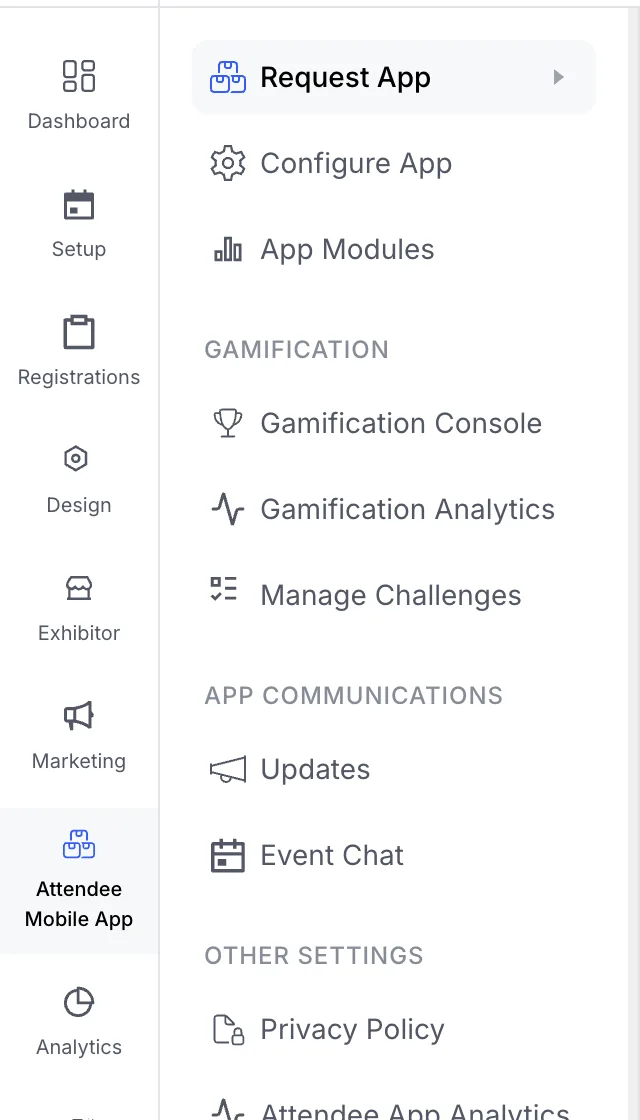 Dashboard
Setup
Registrations
Design
Exhibitor
Marketing
Attendee
Mobile App
Analytics
Request App
Configure App
App Modules
GAMIFICATION
Gamification Console
Gamification Analytics
Manage Challenges
APP COMMUNICATIONS
Updates
Event Chat
OTHER SETTINGS
Privacy Policy
Attendee App Analytics